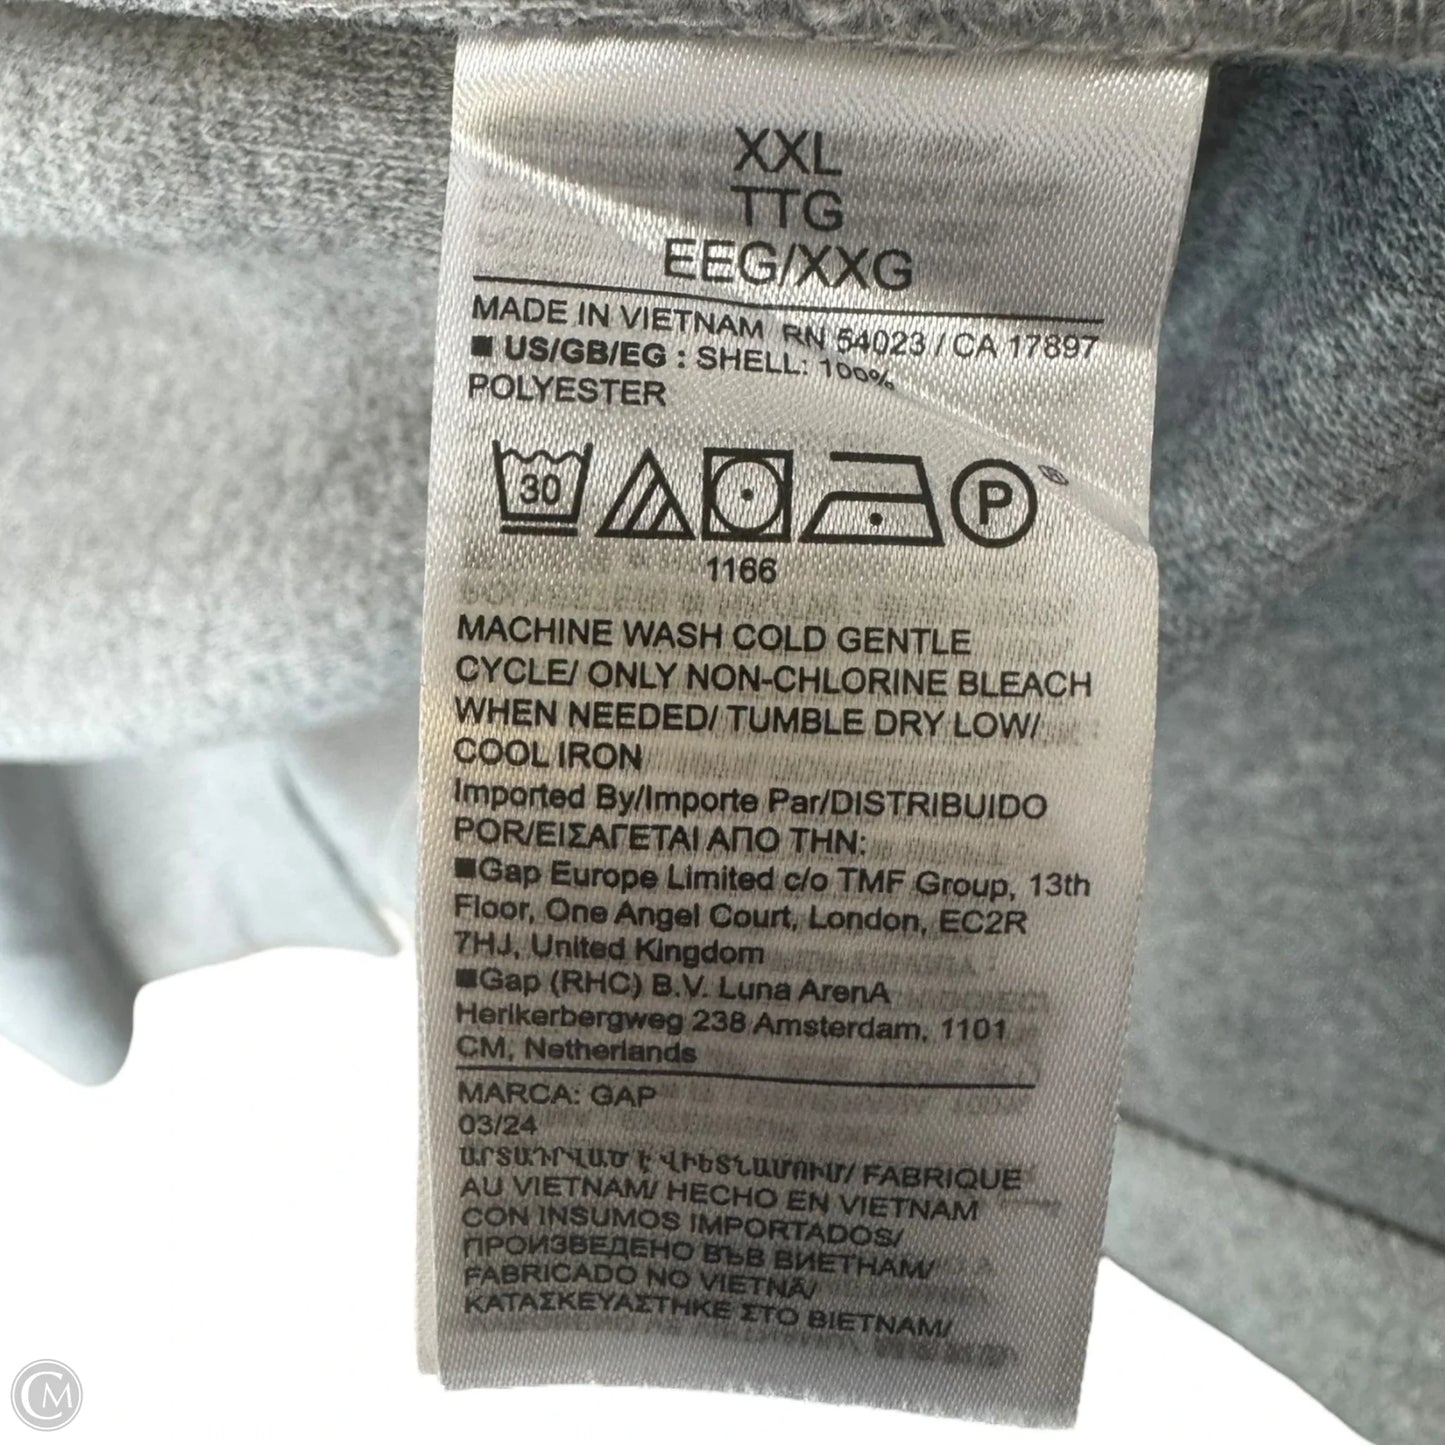 XXL
TTG
EEG/XXG
MADE IN VIETNAM RN 54023 / CA 17897
■ US/GB/EG : SHELL: 100%
POLYESTER
30 P®
1166
MACHINE WASH COLD GENTLE
CYCLE/ ONLY NON-CHLORINE BLEACH
WHEN NEEDED/ TUMBLE DRY LOW/
COOL IRON
Imported By/Importe Par/DISTRIBUIDO
POR/ΕΙΣΑΓΕΤΑΙ ΑΠΟ ΤΗΝ:
■Gap Europe Limited c/o TMF Group, 13th
Floor, One Angel Court, London, EC2R
7HJ, United Kingdom
■Gap (RHC) B.V. Luna ArenA
Herikerbergweg 238 Amsterdam, 1101
CM, Netherlands
MARCA: GAP
03/24
ԱՐՏԱԴՐՎԱԾ Է ՎԻԵՏՆԱՄՈՒՄ/ FABRIQUE
AU VIETNAM/ HECHO EN VIETNAM
CON INSUMOS IMPORTADOS/
ПРОИЗВЕДЕНО ВЪВ ВИЕТНАМ/
FABRICADO NO VIETNÃ/
ΚΑΤΑΣΚΕΥΑΣΤΗΚΕ ΣΤΟ ΒΙΕΤΝΑΜ/
CM